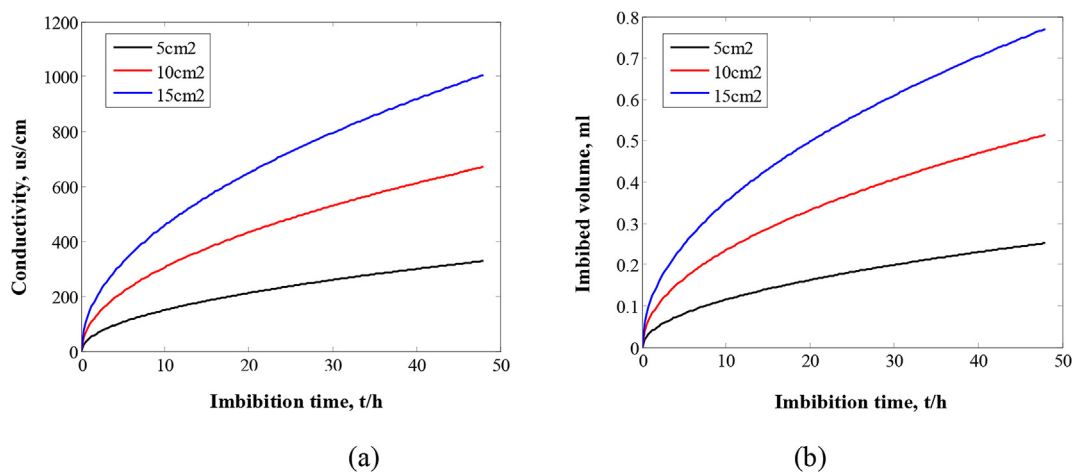 1200
1000
800
600
400
200
0
0 10 20 30 40 50
Conductivity, us/cm
Imbibition time, t/h
5cm2
10cm2
15cm2
(a)
0.8
0.7
0.6
0.5
0.4
0.3
0.2
0.1
0
0 10 20 30 40 50
Imbibed volume, ml
Imbibition time, t/h
5cm2
10cm2
15cm2
(b)